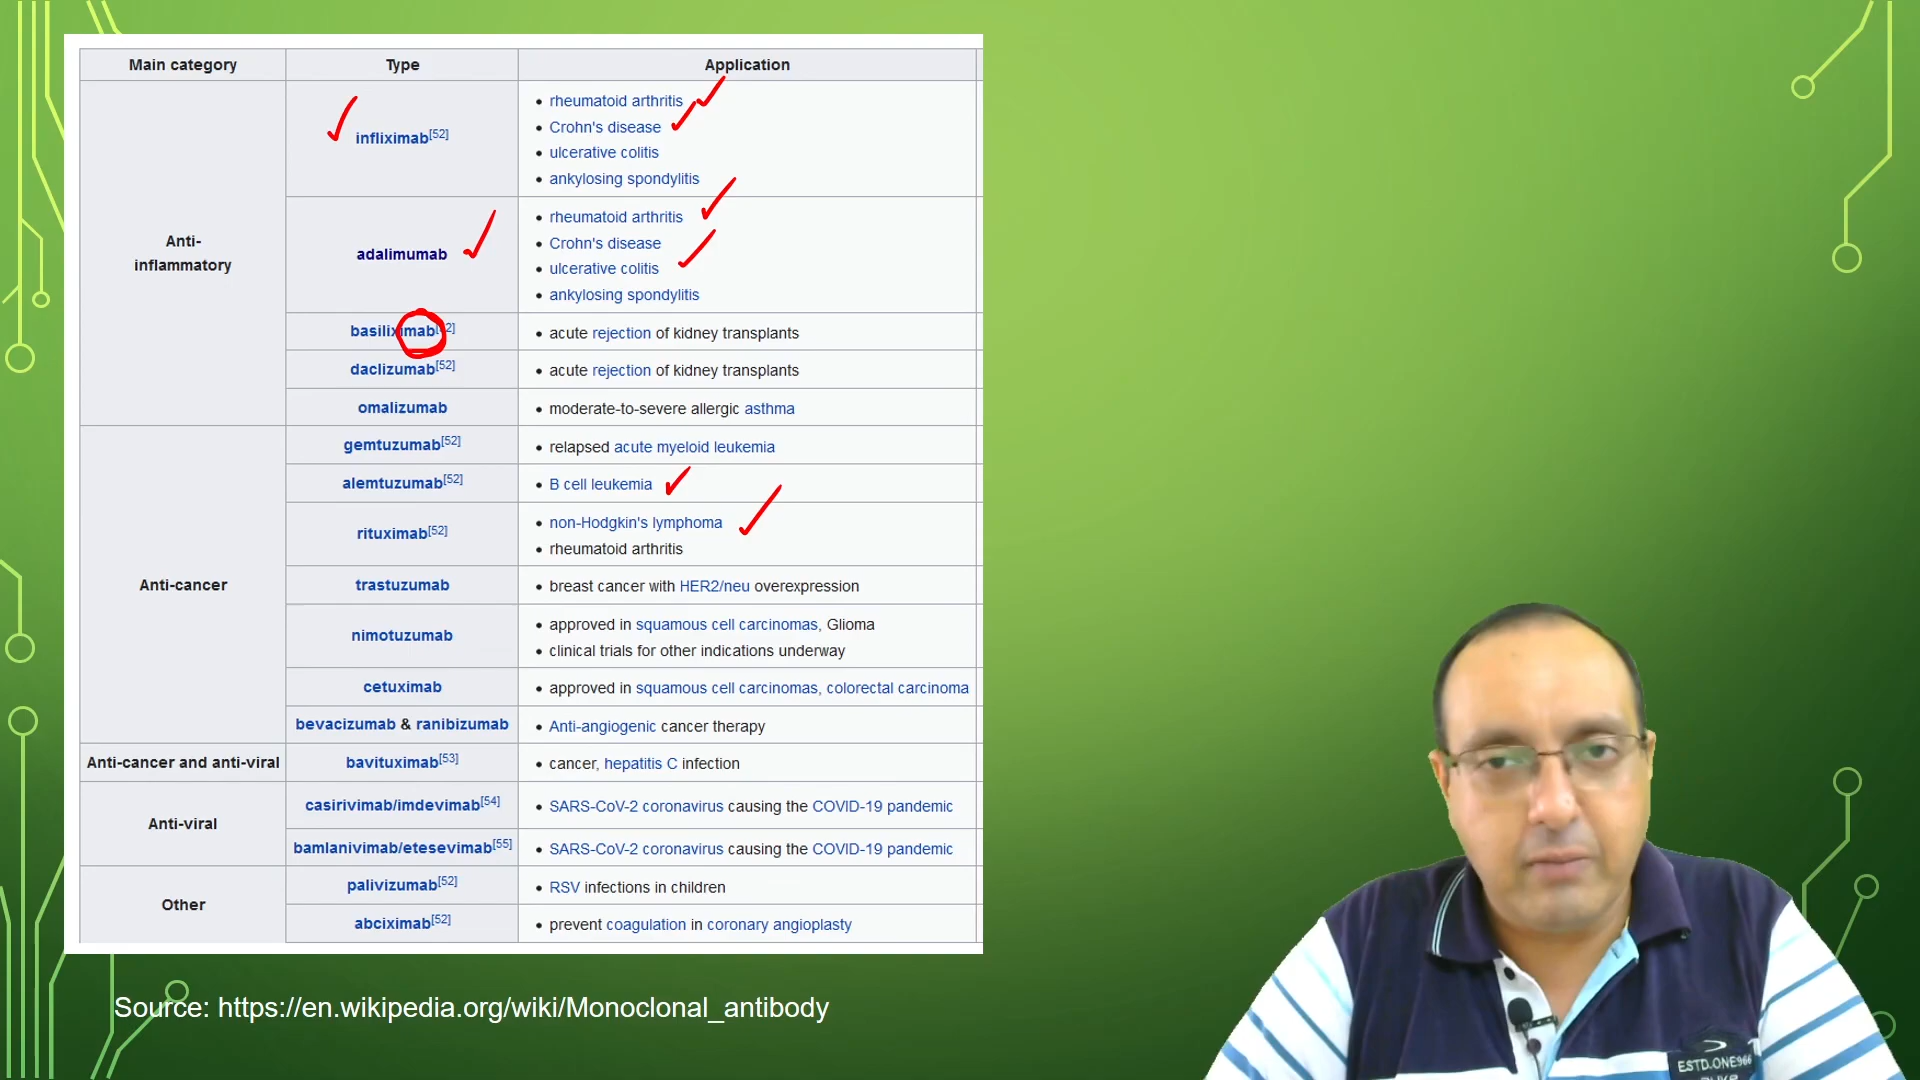 Main category Type Application
Anti-
inflammatory
infliximab[52]
rheumatoid arthritis
Crohn's disease
ulcerative colitis
ankylosing spondylitis
adalimumab
rheumatoid arthritis
Crohn's disease
ulcerative colitis
ankylosing spondylitis
basiliximab[52] acute rejection of kidney transplants
daclizumab[52] acute rejection of kidney transplants
omalizumab moderate-to-severe allergic asthma
Anti-cancer
gemtuzumab[52] relapsed acute myeloid leukemia
alemtuzumab[52] B cell leukemia
rituximab[52]
non-Hodgkin's lymphoma
rheumatoid arthritis
trastuzumab breast cancer with HER2/neu overexpression
nimotuzumab
approved in squamous cell carcinomas, Glioma
clinical trials for other indications underway
cetuximab approved in squamous cell carcinomas, colorectal carcinoma
bevacizumab & ranibizumab Anti-angiogenic cancer therapy
Anti-cancer and anti-viral bavituximab[53] cancer, hepatitis C infection
Anti-viral
casirivimab/imdevimab[54] SARS-CoV-2 coronavirus causing the COVID-19 pandemic
bamlanivimab/etesevimab[55] SARS-CoV-2 coronavirus causing the COVID-19 pandemic
Other
palivizumab[52] RSV infections in children
abciximab[52] prevent coagulation in coronary angioplasty
Source: https://en.wikipedia.org/wiki/Monoclonal_antibody
ESTD.ONE966